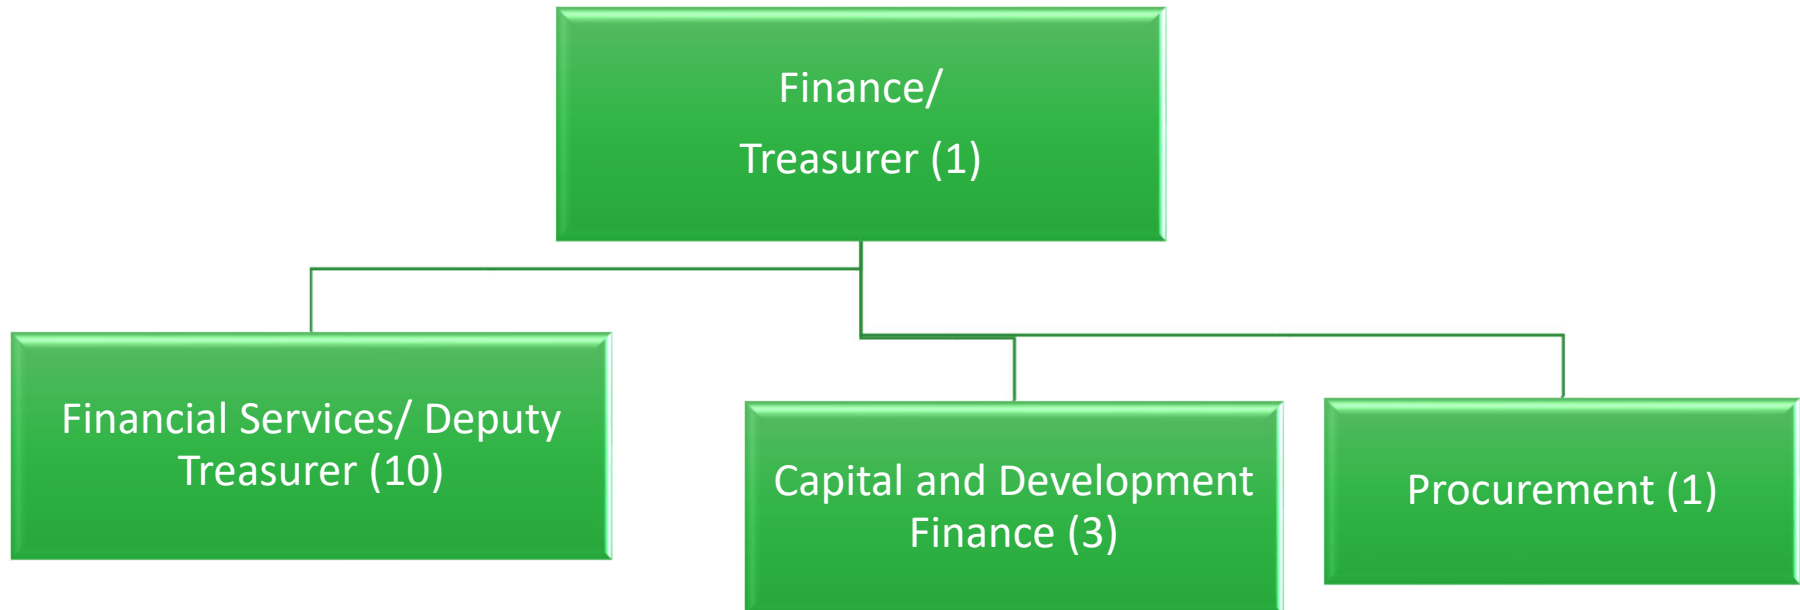 Finance/
Treasurer (1)
Financial Services/ Deputy
Treasurer (10)
Capital and Development
Finance (3)
Procurement (1)